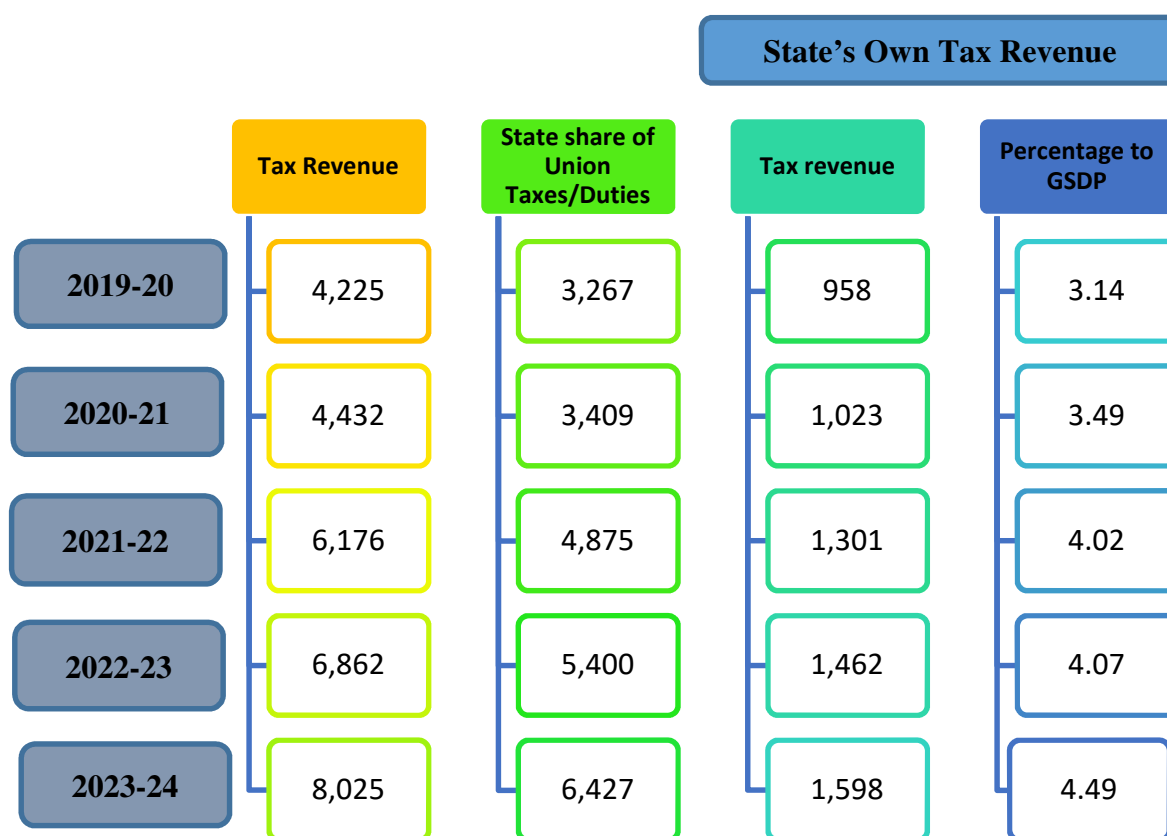 State’s Own Tax Revenue
Tax Revenue
State share of
Union
Taxes/Duties
Tax revenue
Percentage to
GSDP
2019-20 4,225 3,267 958 3.14
2020-21 4,432 3,409 1,023 3.49
2021-22 6,176 4,875 1,301 4.02
2022-23 6,862 5,400 1,462 4.07
2023-24 8,025 6,427 1,598 4.49